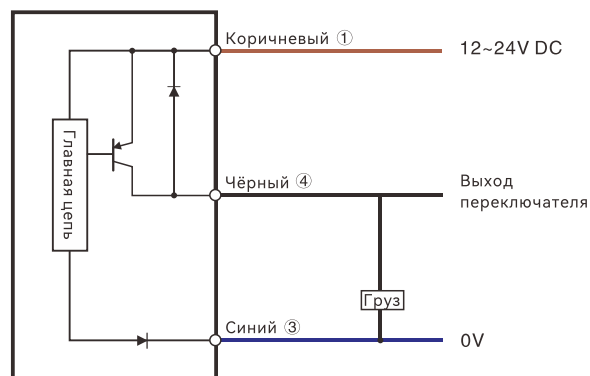 Коричневый ①
12~24V DC
Главная цепь
Чёрный ④
Выход
переключателя
Груз
Синий ③
0V